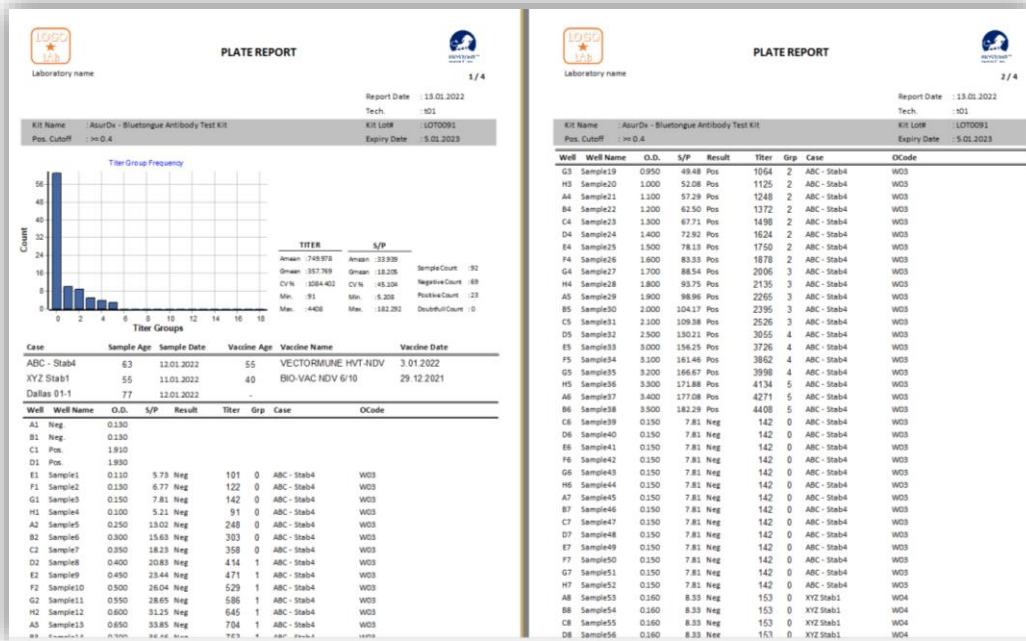 LOGO
LAB
PLATE REPORT
Laboratory name
1 / 4
Report Date : 13.01.2022
Tech. : t01
Kit Name : AsurDx - Bluetongue Antibody Test Kit Kit Lot# : LOT0091
Pos. Cutoff : >= 0.4 Expiry Date : 5.01.2023
Titer Group Frequency
Count
56
48
40
32
24
16
8
0
0 2 4 6 8 10 12 14 16 18
Titer Groups
TITER S/P
Amean :749.978 Amean :33.939
Gmean :357.769 Gmean :18.205
CV % :1084.402 CV % :45.104
Min. :91 Min. :5.208
Max. :4408 Max. :182.292
Sample Count :92
Negative Count :69
Positive Count :23
Doubtfull Count :0
Case Sample Age Sample Date Vaccine Age Vaccine Name Vaccine Date
ABC - Stab4 63 12.01.2022 55 VECTORMUNE HVT-NDV 3.01.2022
XYZ Stab1 55 11.01.2022 40 BIO-VAC NDV 6/10 29.12.2021
Dallas 01-1 77 12.01.2022 -
Well Well Name O.D. S/P Result Titer Grp Case OCode
A1 Neg. 0.130
B1 Neg. 0.130
C1 Pos. 1.910
D1 Pos. 1.930
E1 Sample1 0.110 5.73 Neg 101 0 ABC - Stab4 W03
F1 Sample2 0.130 6.77 Neg 122 0 ABC - Stab4 W03
G1 Sample3 0.150 7.81 Neg 142 0 ABC - Stab4 W03
H1 Sample4 0.100 5.21 Neg 91 0 ABC - Stab4 W03
A2 Sample5 0.250 13.02 Neg 248 0 ABC - Stab4 W03
B2 Sample6 0.300 15.63 Neg 303 0 ABC - Stab4 W03
C2 Sample7 0.350 18.23 Neg 358 0 ABC - Stab4 W03
D2 Sample8 0.400 20.83 Neg 414 1 ABC - Stab4 W03
E2 Sample9 0.450 23.44 Neg 471 1 ABC - Stab4 W03
F2 Sample10 0.500 26.04 Neg 529 1 ABC - Stab4 W03
G2 Sample11 0.550 28.65 Neg 586 1 ABC - Stab4 W03
H2 Sample12 0.600 31.25 Neg 645 1 ABC - Stab4 W03
A3 Sample13 0.650 33.85 Neg 704 1 ABC - Stab4 W03
LOGO
LAB
PLATE REPORT
Laboratory name
2 / 4
Report Date : 13.01.2022
Tech. : t01
Kit Name : AsurDx - Bluetongue Antibody Test Kit Kit Lot# : LOT0091
Pos. Cutoff : >= 0.4 Expiry Date : 5.01.2023
Well Well Name O.D. S/P Result Titer Grp Case OCode
G3 Sample19 0.950 49.48 Pos 1064 2 ABC - Stab4 W03
H3 Sample20 1.000 52.08 Pos 1125 2 ABC - Stab4 W03
A4 Sample21 1.100 57.29 Pos 1248 2 ABC - Stab4 W03
B4 Sample22 1.200 62.50 Pos 1372 2 ABC - Stab4 W03
C4 Sample23 1.300 67.71 Pos 1498 2 ABC - Stab4 W03
D4 Sample24 1.400 72.92 Pos 1624 2 ABC - Stab4 W03
E4 Sample25 1.500 78.13 Pos 1750 2 ABC - Stab4 W03
F4 Sample26 1.600 83.33 Pos 1878 2 ABC - Stab4 W03
G4 Sample27 1.700 88.54 Pos 2006 3 ABC - Stab4 W03
H4 Sample28 1.800 93.75 Pos 2135 3 ABC - Stab4 W03
A5 Sample29 1.900 98.96 Pos 2265 3 ABC - Stab4 W03
B5 Sample30 2.000 104.17 Pos 2395 3 ABC - Stab4 W03
C5 Sample31 2.100 109.38 Pos 2526 3 ABC - Stab4 W03
D5 Sample32 2.500 130.21 Pos 3055 4 ABC - Stab4 W03
E5 Sample33 3.000 156.25 Pos 3726 4 ABC - Stab4 W03
F5 Sample34 3.100 161.46 Pos 3862 4 ABC - Stab4 W03
G5 Sample35 3.200 166.67 Pos 3998 4 ABC - Stab4 W03
H5 Sample36 3.300 171.88 Pos 4134 5 ABC - Stab4 W03
A6 Sample37 3.400 177.08 Pos 4271 5 ABC - Stab4 W03
B6 Sample38 3.500 182.29 Pos 4408 5 ABC - Stab4 W03
C6 Sample39 0.150 7.81 Neg 142 0 ABC - Stab4 W03
D6 Sample40 0.150 7.81 Neg 142 0 ABC - Stab4 W03
E6 Sample41 0.150 7.81 Neg 142 0 ABC - Stab4 W03
F6 Sample42 0.150 7.81 Neg 142 0 ABC - Stab4 W03
G6 Sample43 0.150 7.81 Neg 142 0 ABC - Stab4 W03
H6 Sample44 0.150 7.81 Neg 142 0 ABC - Stab4 W03
A7 Sample45 0.150 7.81 Neg 142 0 ABC - Stab4 W03
B7 Sample46 0.150 7.81 Neg 142 0 ABC - Stab4 W03
C7 Sample47 0.150 7.81 Neg 142 0 ABC - Stab4 W03
D7 Sample48 0.150 7.81 Neg 142 0 ABC - Stab4 W03
E7 Sample49 0.150 7.81 Neg 142 0 ABC - Stab4 W03
F7 Sample50 0.150 7.81 Neg 142 0 ABC - Stab4 W03
G7 Sample51 0.150 7.81 Neg 142 0 ABC - Stab4 W03
H7 Sample52 0.150 7.81 Neg 142 0 ABC - Stab4 W03
A8 Sample53 0.160 8.33 Neg 153 0 XYZ Stab1 W04
B8 Sample54 0.160 8.33 Neg 153 0 XYZ Stab1 W04
C8 Sample55 0.160 8.33 Neg 153 0 XYZ Stab1 W04
D8 Sample56 0.160 8.33 Neg 153 0 XYZ Stab1 W04